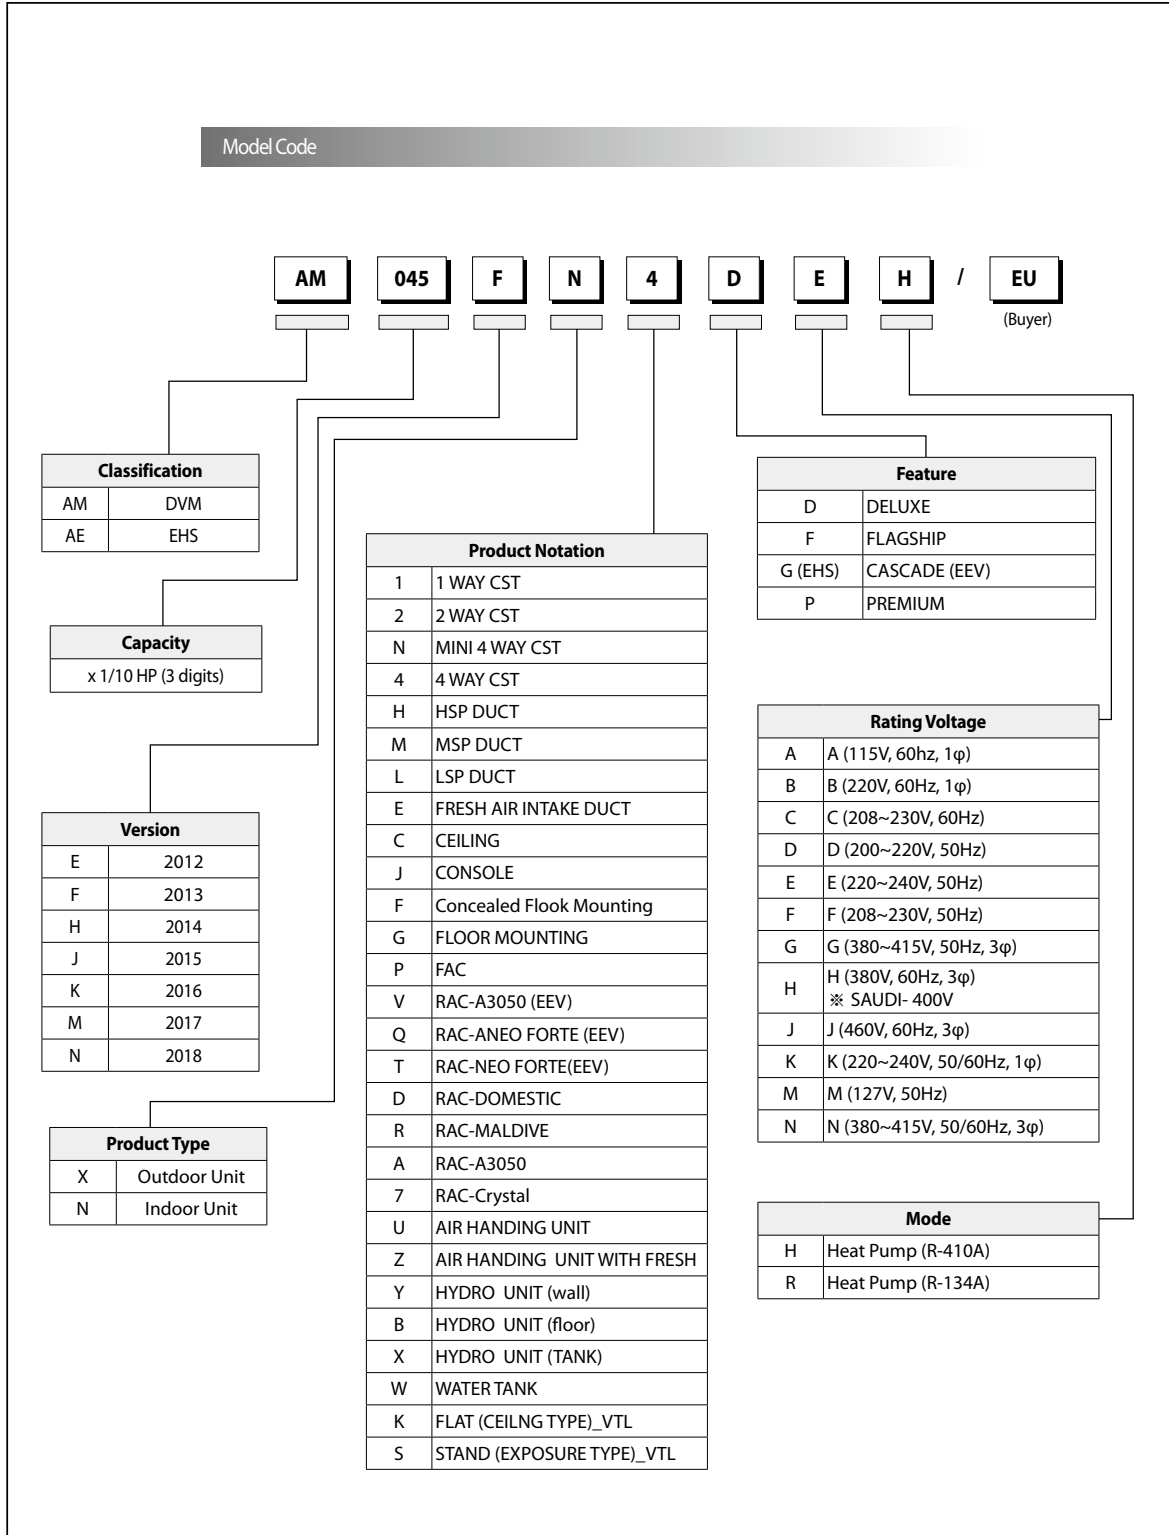 Model Code
AM 045 F N 4 D E H / EU
(Buyer)
Classification
AM DVM
AE EHS
Capacity
x 1/10 HP (3 digits)
Version
E 2012
F 2013
H 2014
J 2015
K 2016
M 2017
N 2018
Product Type
X Outdoor Unit
N Indoor Unit
Product Notation
1 1 WAY CST
2 2 WAY CST
N MINI 4 WAY CST
4 4 WAY CST
H HSP DUCT
M MSP DUCT
L LSP DUCT
E FRESH AIR INTAKE DUCT
C CEILING
J CONSOLE
F Concealed Flook Mounting
G FLOOR MOUNTING
P FAC
V RAC-A3050 (EEV)
Q RAC-ANEO FORTE (EEV)
T RAC-NEO FORTE(EEV)
D RAC-DOMESTIC
R RAC-MALDIVE
A RAC-A3050
7 RAC-Crystal
U AIR HANDING UNIT
Z AIR HANDING UNIT WITH FRESH
Y HYDRO UNIT (wall)
B HYDRO UNIT (floor)
X HYDRO UNIT (TANK)
W WATER TANK
K FLAT (CEILNG TYPE)_VTL
S STAND (EXPOSURE TYPE)_VTL
Feature
D DELUXE
F FLAGSHIP
G (EHS) CASCADE (EEV)
P PREMIUM
Rating Voltage
A A (115V, 60hz, 1φ)
B B (220V, 60Hz, 1φ)
C C (208~230V, 60Hz)
D D (200~220V, 50Hz)
E E (220~240V, 50Hz)
F F (208~230V, 50Hz)
G G (380~415V, 50Hz, 3φ)
H H (380V, 60Hz, 3φ)
※ SAUDI- 400V
J J (460V, 60Hz, 3φ)
K K (220~240V, 50/60Hz, 1φ)
M M (127V, 50Hz)
N N (380~415V, 50/60Hz, 3φ)
Mode
H Heat Pump (R-410A)
R Heat Pump (R-134A)